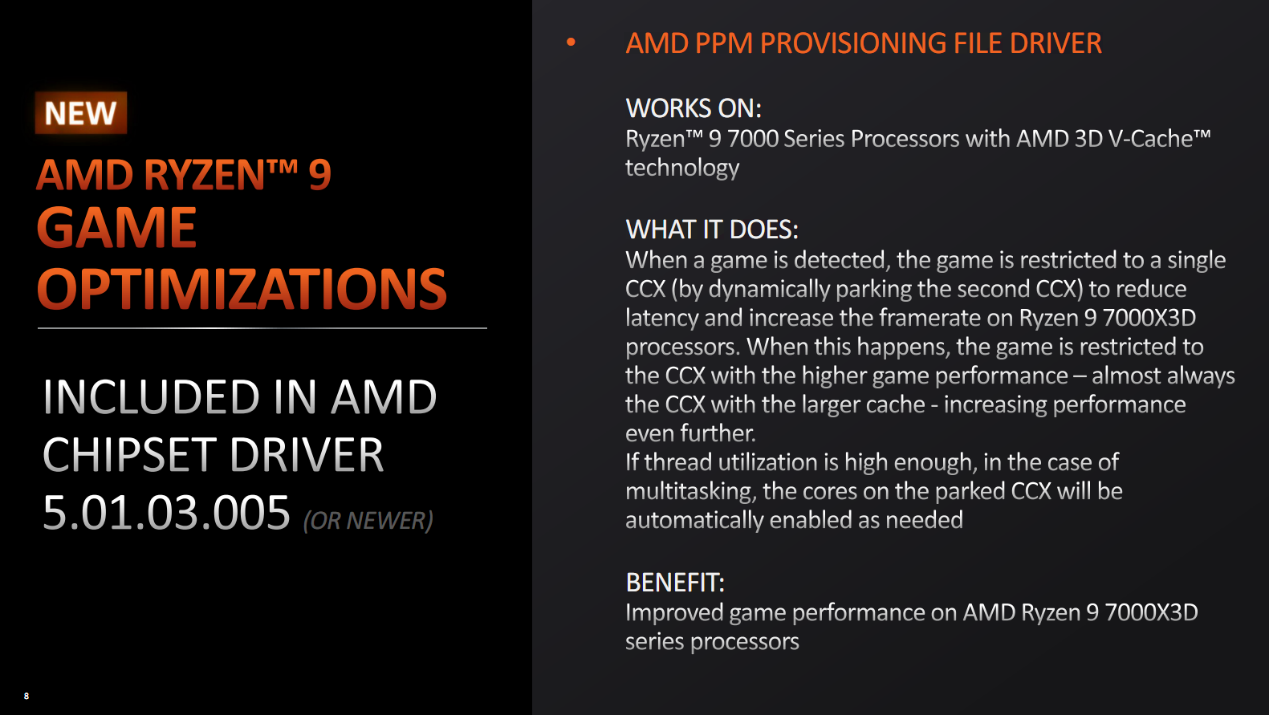 NEW
AMD RYZEN™ 9
GAME
OPTIMIZATIONS
INCLUDED IN AMD
CHIPSET DRIVER
5.01.03.005 (OR NEWER)
8
• AMD PPM PROVISIONING FILE DRIVER
WORKS ON:
Ryzen™ 9 7000 Series Processors with AMD 3D V-Cache™
technology
WHAT IT DOES:
When a game is detected, the game is restricted to a single
CCX (by dynamically parking the second CCX) to reduce
latency and increase the framerate on Ryzen 9 7000X3D
processors. When this happens, the game is restricted to
the CCX with the higher game performance – almost always
the CCX with the larger cache - increasing performance
even further.
If thread utilization is high enough, in the case of
multitasking, the cores on the parked CCX will be
automatically enabled as needed
BENEFIT:
Improved game performance on AMD Ryzen 9 7000X3D
series processors